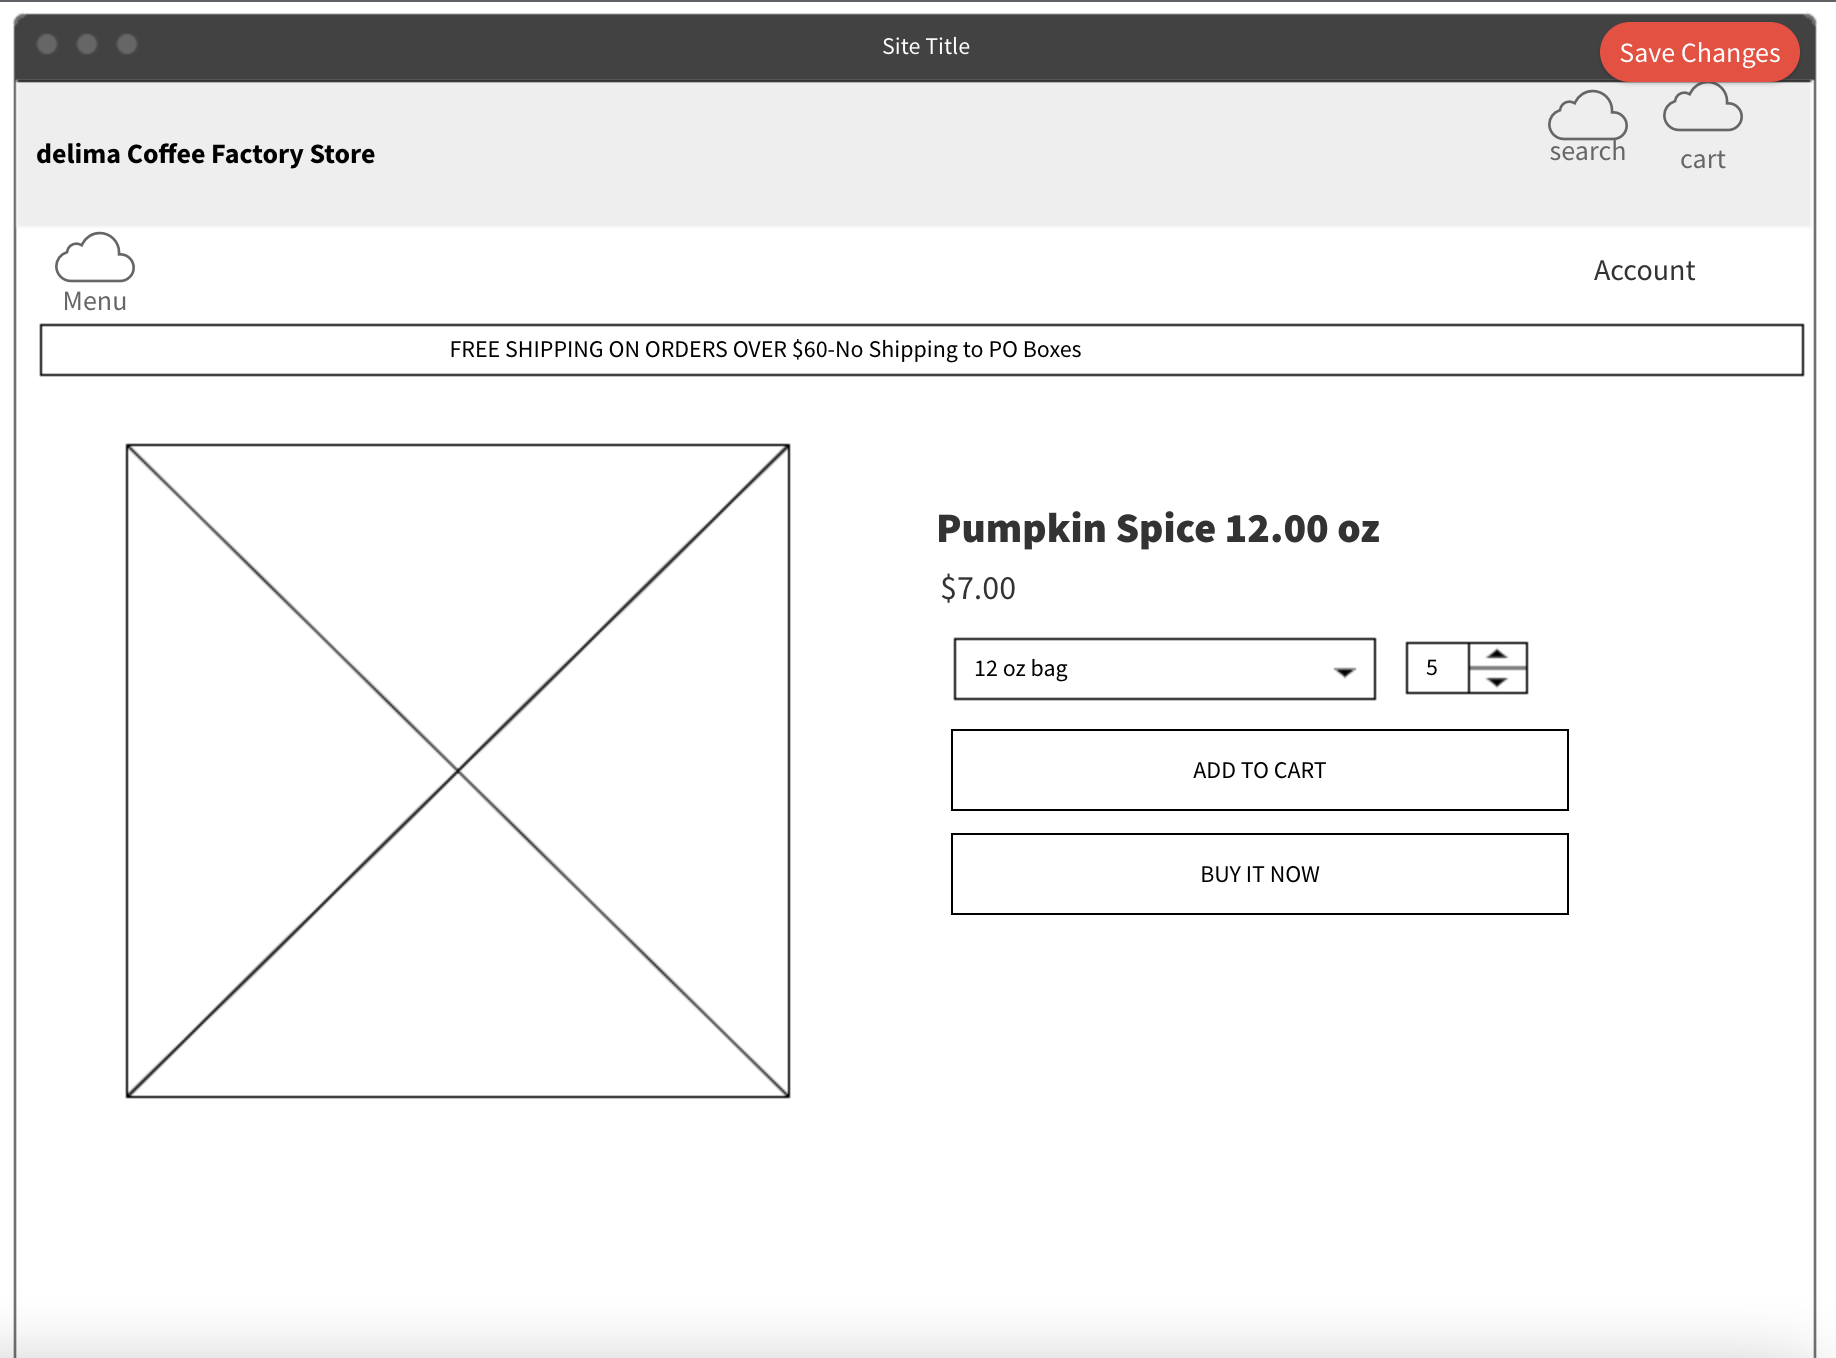 Site Title
Save Changes
delima Coffee Factory Store
search
cart
Menu
Account
FREE SHIPPING ON ORDERS OVER $60-No Shipping to PO Boxes
Pumpkin Spice 12.00 oz
$7.00
12 oz bag
5
ADD TO CART
BUY IT NOW